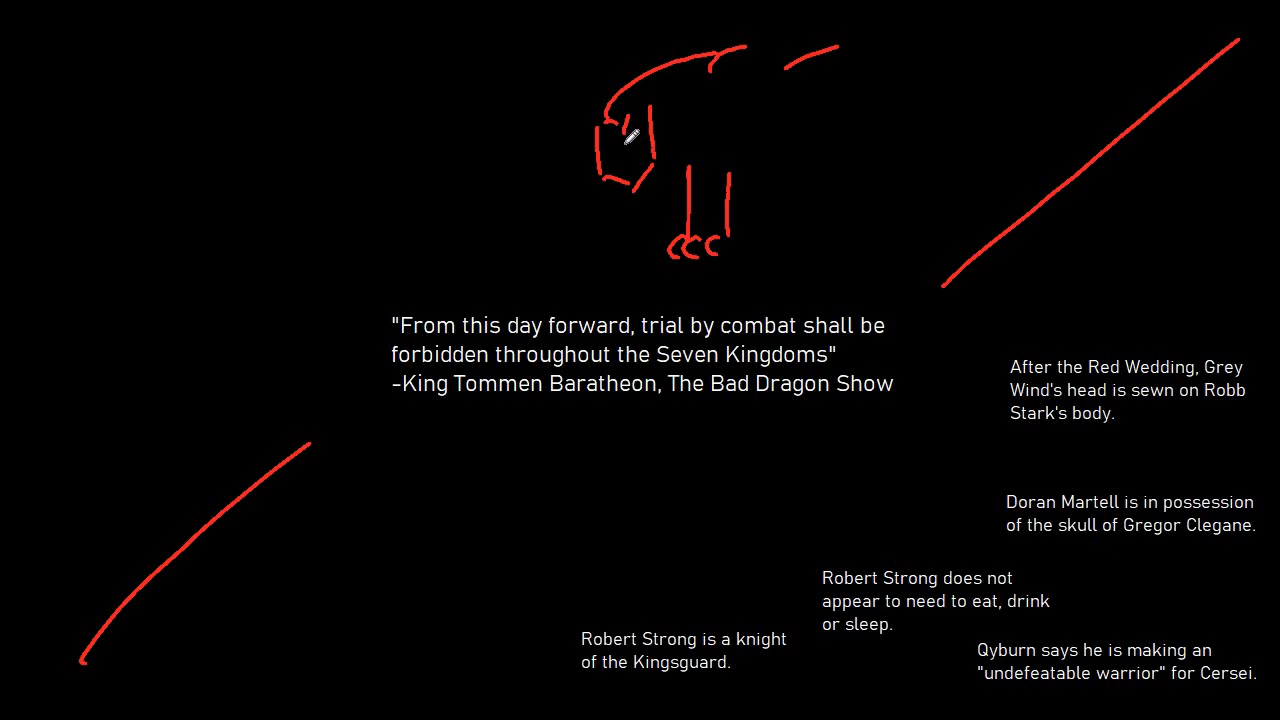 "From this day forward, trial by combat shall be
forbidden throughout the Seven Kingdoms"
-King Tommen Baratheon, The Bad Dragon Show
After the Red Wedding, Grey
Wind's head is sewn on Robb
Stark's body.
Doran Martell is in possession
of the skull of Gregor Clegane.
Robert Strong does not
appear to need to eat, drink
or sleep.
Robert Strong is a knight
of the Kingsguard.
Qyburn says he is making an
"undefeatable warrior" for Cersei.